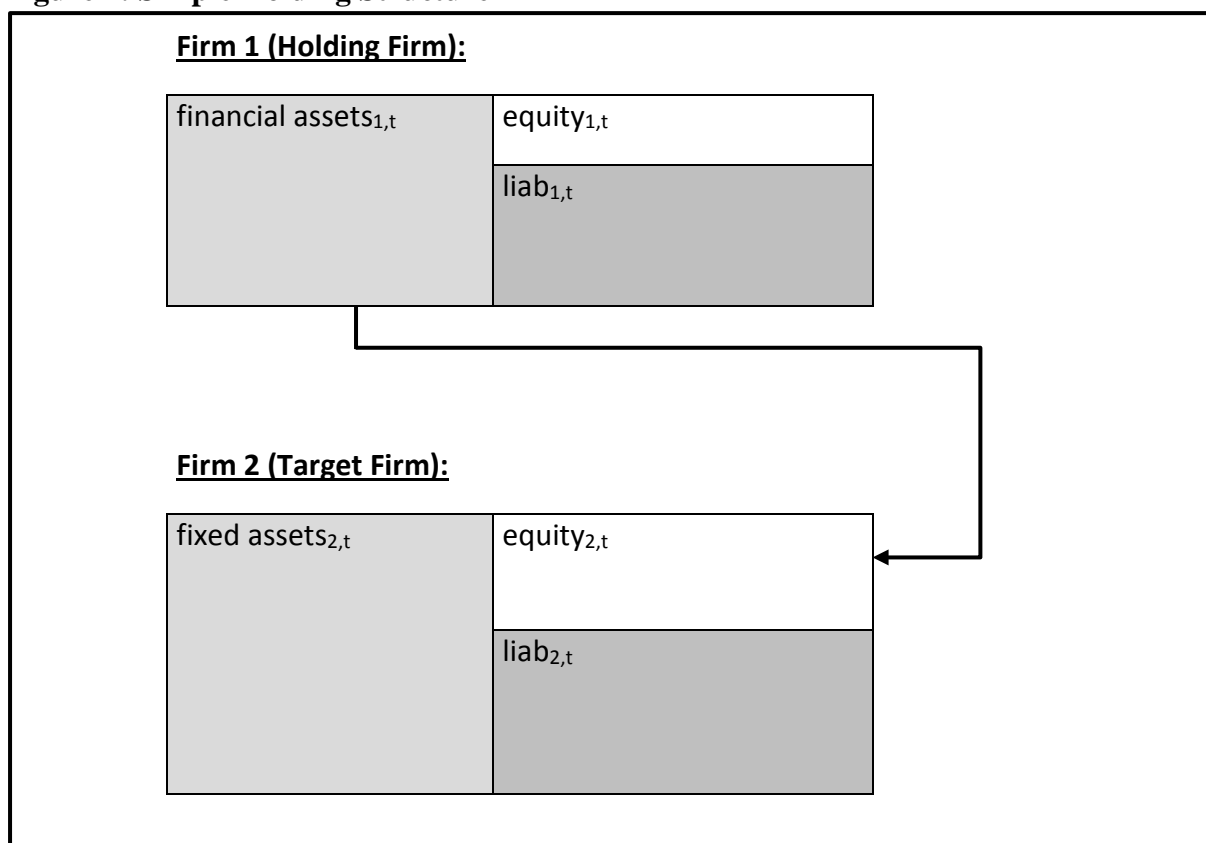 Firm 1 (Holding Firm):
financial assets1,t
equity1,t
liab1,t
Firm 2 (Target Firm):
fixed assets2,t
equity2,t
liab2,t